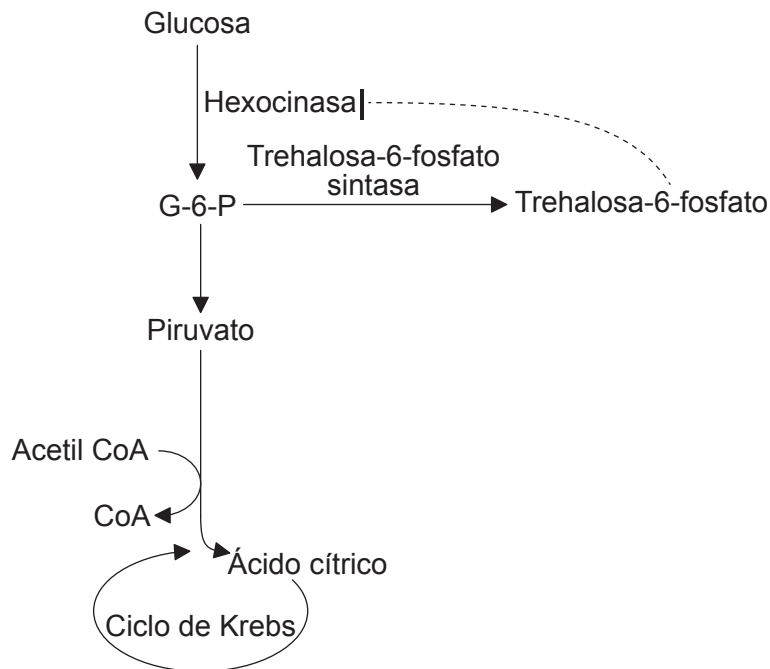 Glucosa
Hexocinasa
Trehalosa-6-fosfato
sintasa
G-6-P
Trehalosa-6-fosfato
Piruvato
Acetil CoA
CoA
Ácido cítrico
Ciclo de Krebs